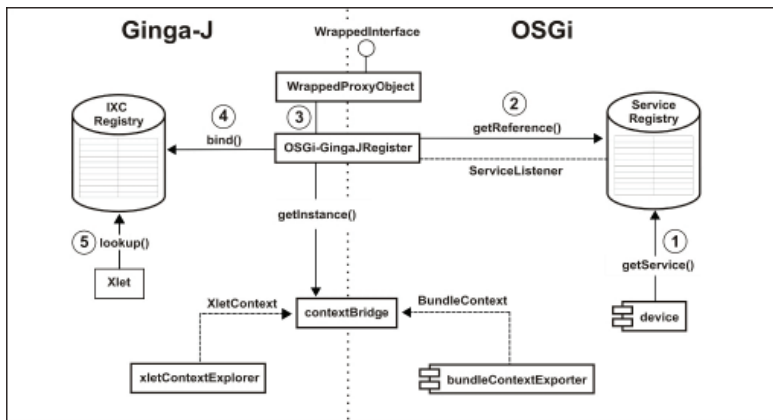 Ginga-J
OSGi
WrappedInterface
WrappedProxyObject
IXC
Registry
Service
Registry
4
bind()
3
OSGi-GingaJRegister
2
getReference()
ServiceListener
getInstance()
5
lookup()
Xlet
1
getService()
device
XletContext
contextBridge
BundleContext
xletContextExplorer
bundleContextExporter